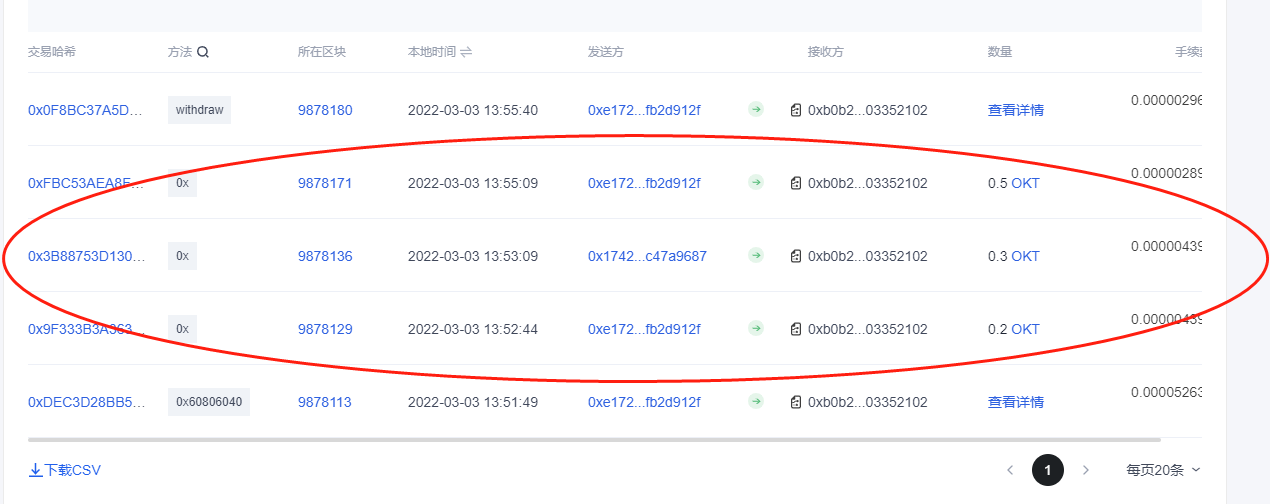 交易哈希 方法 所在区块 本地时间 发送方 接收方 数量 手续
0x0F8BC37A5D... withdraw 9878180 2022-03-03 13:55:40 0xe172...fb2d912f 0xb0b2...03352102 查看详情 0.00000296
0xFBC53AEA8E... 0x 9878171 2022-03-03 13:55:09 0xe172...fb2d912f 0xb0b2...03352102 0.5 OKT 0.00000289
0x3B88753D130... 0x 9878136 2022-03-03 13:53:09 0x1742...c47a9687 0xb0b2...03352102 0.3 OKT 0.00000439
0x9F333B3A363... 0x 9878129 2022-03-03 13:52:44 0xe172...fb2d912f 0xb0b2...03352102 0.2 OKT 0.00000439
0xDEC3D28BB5... 0x60806040 9878113 2022-03-03 13:51:49 0xe172...fb2d912f 0xb0b2...03352102 查看详情 0.00005263
下载CSV 1 每页20条